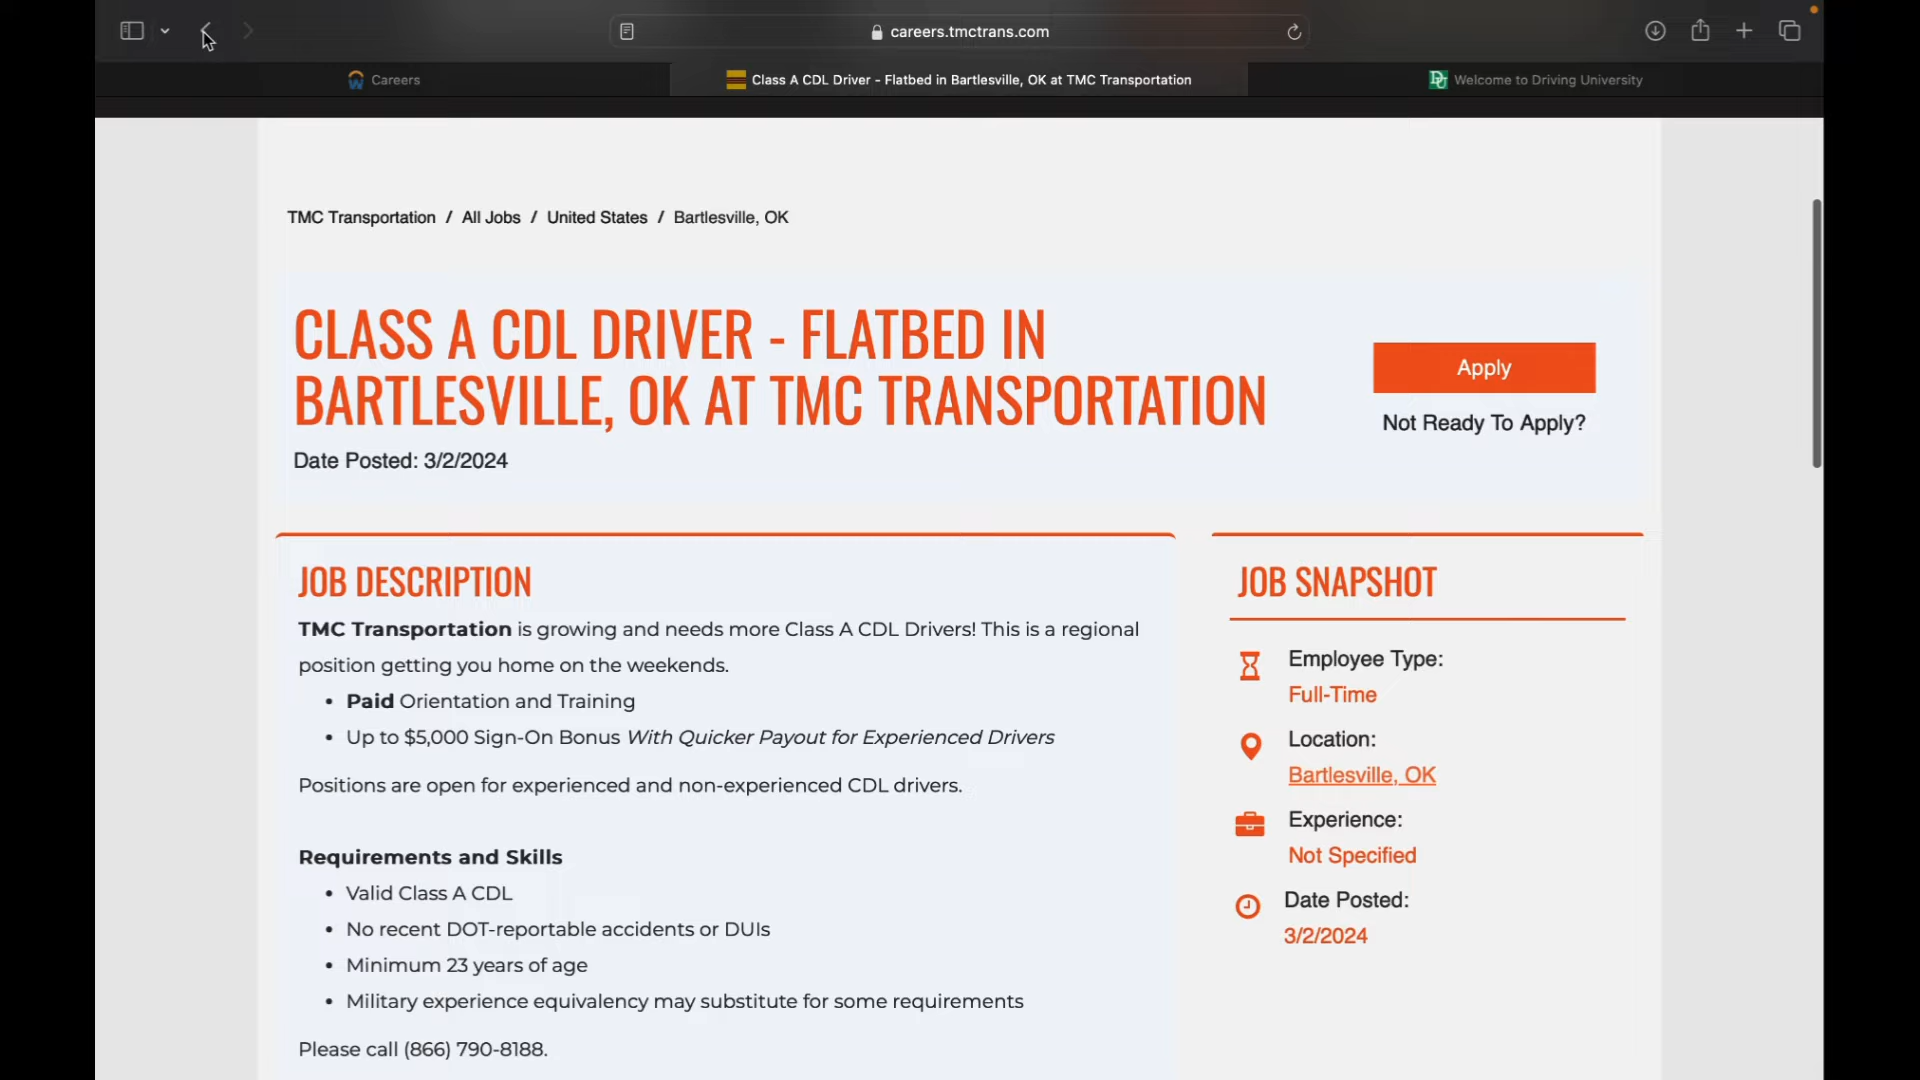 careers.tmctrans.com
Careers
Class A CDL Driver - Flatbed in Bartlesville, OK at TMC Transportation
Welcome to Driving University
TMC Transportation / All Jobs / United States / Bartlesville, OK
CLASS A CDL DRIVER - FLATBED IN
BARTLESVILLE, OK AT TMC TRANSPORTATION
Date Posted: 3/2/2024
Apply
Not Ready To Apply?
JOB DESCRIPTION
TMC Transportation is growing and needs more Class A CDL Drivers! This is a regional
position getting you home on the weekends.
• Paid Orientation and Training
• Up to $5,000 Sign-On Bonus With Quicker Payout for Experienced Drivers
Positions are open for experienced and non-experienced CDL drivers.
Requirements and Skills
• Valid Class A CDL
• No recent DOT-reportable accidents or DUIs
• Minimum 23 years of age
• Military experience equivalency may substitute for some requirements
Please call (866) 790-8188.
JOB SNAPSHOT
Employee Type:
Full-Time
Location:
Bartlesville, OK
Experience:
Not Specified
Date Posted:
3/2/2024